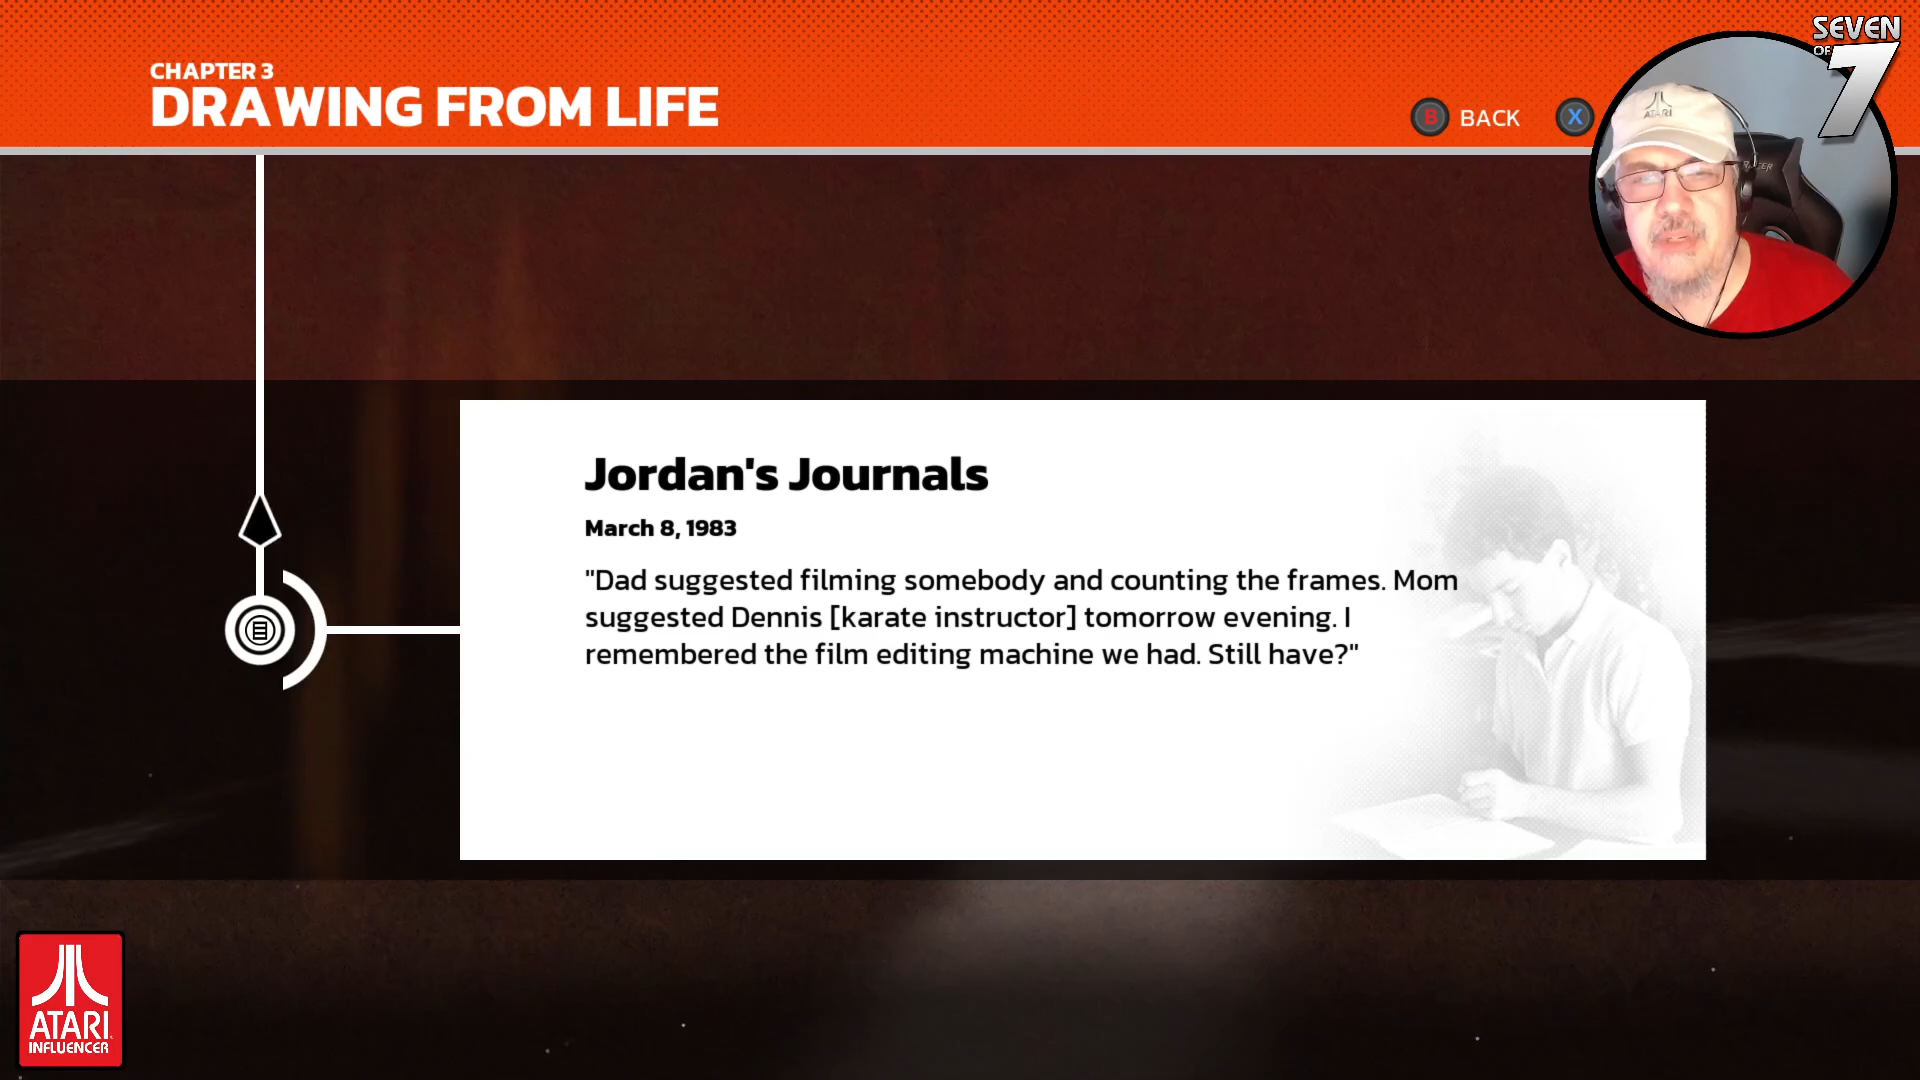 CHAPTER 3
DRAWING FROM LIFE
B BACK
X
SEVEN
OF
7
ATARI
Jordan's Journals
March 8, 1983
"Dad suggested filming somebody and counting the frames. Mom
suggested Dennis [karate instructor] tomorrow evening. I
remembered the film editing machine we had. Still have?"
ATARI
INFLUENCER